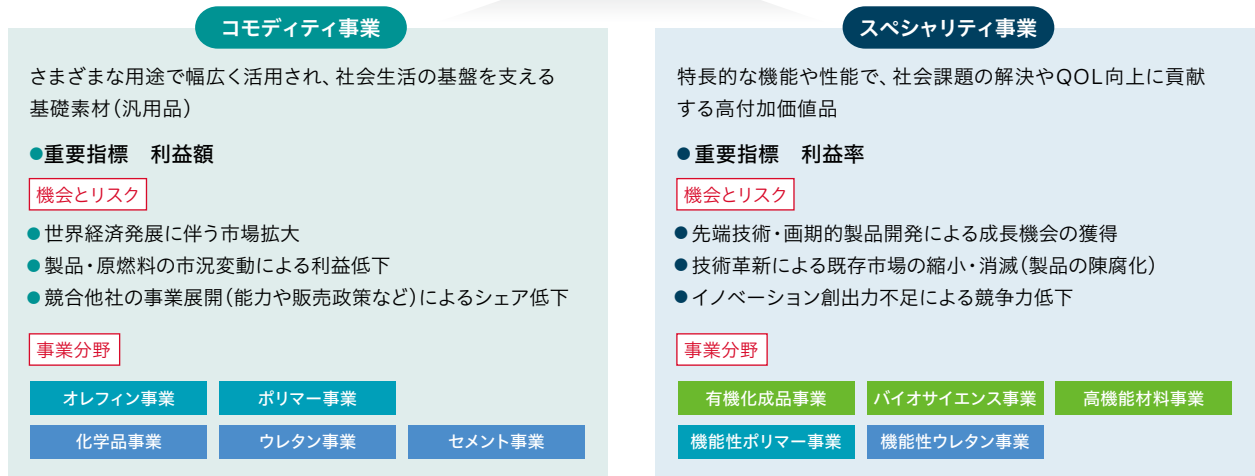 コモディティ事業
さまざまな用途で幅広く活用され、社会生活の基盤を支える
基礎素材(汎用品)
●重要指標　利益額
機会とリスク
●世界経済発展に伴う市場拡大
●製品・原燃料の市況変動による利益低下
●競合他社の事業展開(能力や販売政策など)によるシェア低下
事業分野
オレフィン事業
ポリマー事業
化学品事業
ウレタン事業
セメント事業
スペシャリティ事業
特長的な機能や性能で、社会課題の解決やQOL向上に貢献
する高付加価値品
●重要指標　利益率
機会とリスク
●先端技術・画期的製品開発による成長機会の獲得
●技術革新による既存市場の縮小・消滅(製品の陳腐化)
●イノベーション創出力不足による競争力低下
事業分野
有機化成品事業
バイオサイエンス事業
高機能材料事業
機能性ポリマー事業
機能性ウレタン事業